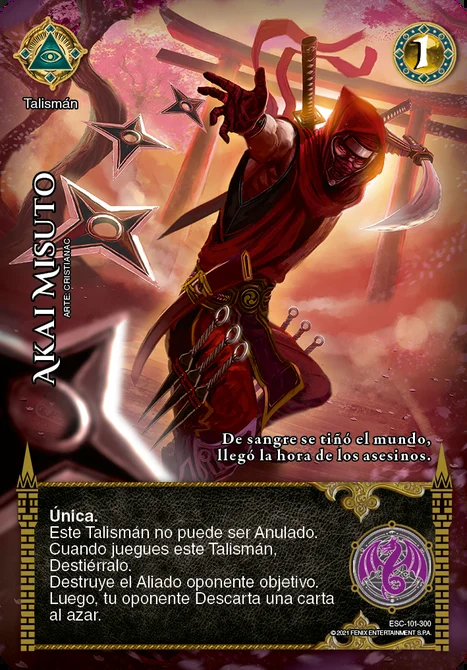 1
Talismán
AKAI MISUTO
ARTE: CRISTIANAC
De sangre se tiñó el mundo,
llegó la hora de los asesinos.
Única.
Este Talismán no puede ser Anulado.
Cuando juegues este Talismán,
Destiérralo.
Destruye el Aliado oponente objetivo.
Luego, tu oponente Descarta una carta
al azar.
ESC-101-300
©2021 FENIX ENTERTAINMENT S.P.A.